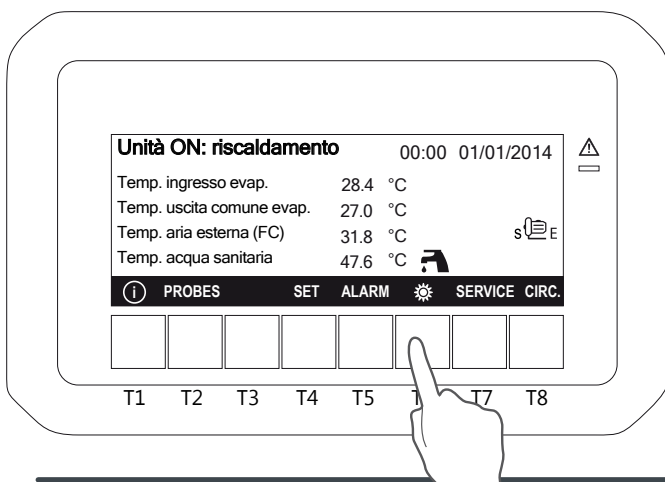 Unità ON: riscaldamento 00:00 01/01/2014
Temp. ingresso evap. 28.4 °C
Temp. uscita comune evap. 27.0 °C
Temp. aria esterna (FC) 31.8 °C
S E
Temp. acqua sanitaria 47.6 °C
i PROBES SET ALARM SERVICE CIRC.
T1 T2 T3 T4 T5 T7 T8